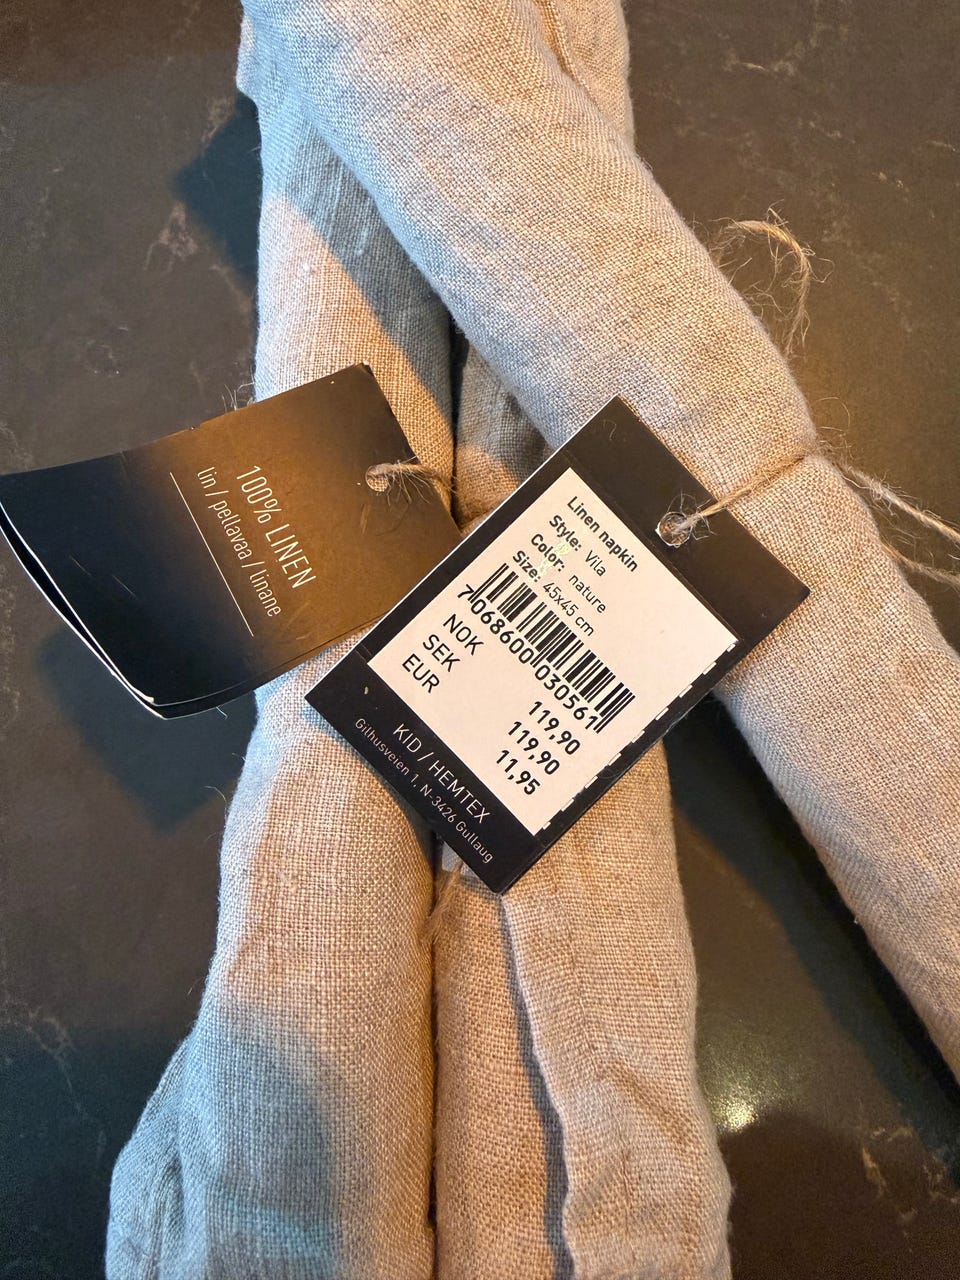 100% LINEN
lin / pellavaa / linane
Linen napkin
Style: Vila
Color: nature
Size: 45x45 cm
7068600030561
NOK 119,90
SEK 119,90
EUR 11,95
KID / HEMTEX
Gilhusveien 1, N-3426 Gullaug